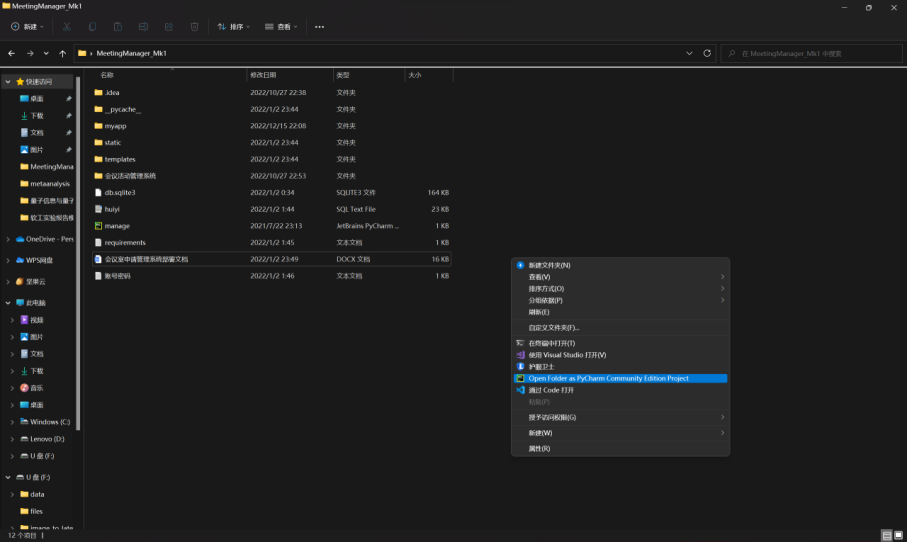 MeetingManager_Mk1
新建
排序
查看
MeetingManager_Mk1
在 MeetingManager_Mk1 中搜索
快速访问
桌面
下载
文档
图片
MeetingMana
metaanalysis
量子信息与量子
软工实验报告模
OneDrive - Pers
WPS网盘
坚果云
此电脑
视频
图片
文档
下载
音乐
桌面
Windows (C:)
Lenovo (D:)
U 盘 (F:)
U 盘 (F:)
data
files
image_to_late
名称 修改日期 类型 大小
.idea 2022/10/27 22:38 文件夹
__pycache__ 2022/1/2 23:44 文件夹
myapp 2022/12/15 22:08 文件夹
static 2022/1/2 23:44 文件夹
templates 2022/1/2 23:44 文件夹
会议活动管理系统 2022/10/27 22:53 文件夹
db.sqlite3 2022/1/2 0:34 SQLITE3 文件 164 KB
huiyi 2022/1/2 1:44 SQL Text File 23 KB
manage 2021/7/22 23:13 JetBrains PyCharm ... 1 KB
requirements 2022/1/2 1:45 文本文档 1 KB
会议室申请管理系统部署文档 2022/1/2 23:49 DOCX 文档 16 KB
账号密码 2022/1/2 1:46 文本文档 1 KB
新建文件夹(N)
查看(V)
排序方式(O)
分组依据(P)
刷新(E)
自定义文件夹(F)...
在终端中打开(T)
使用 Visual Studio 打开(V)
护眼卫士
Open Folder as PyCharm Community Edition Project
通过 Code 打开
粘贴(P)
授予访问权限(G)
新建(W)
属性(R)
12 个项目